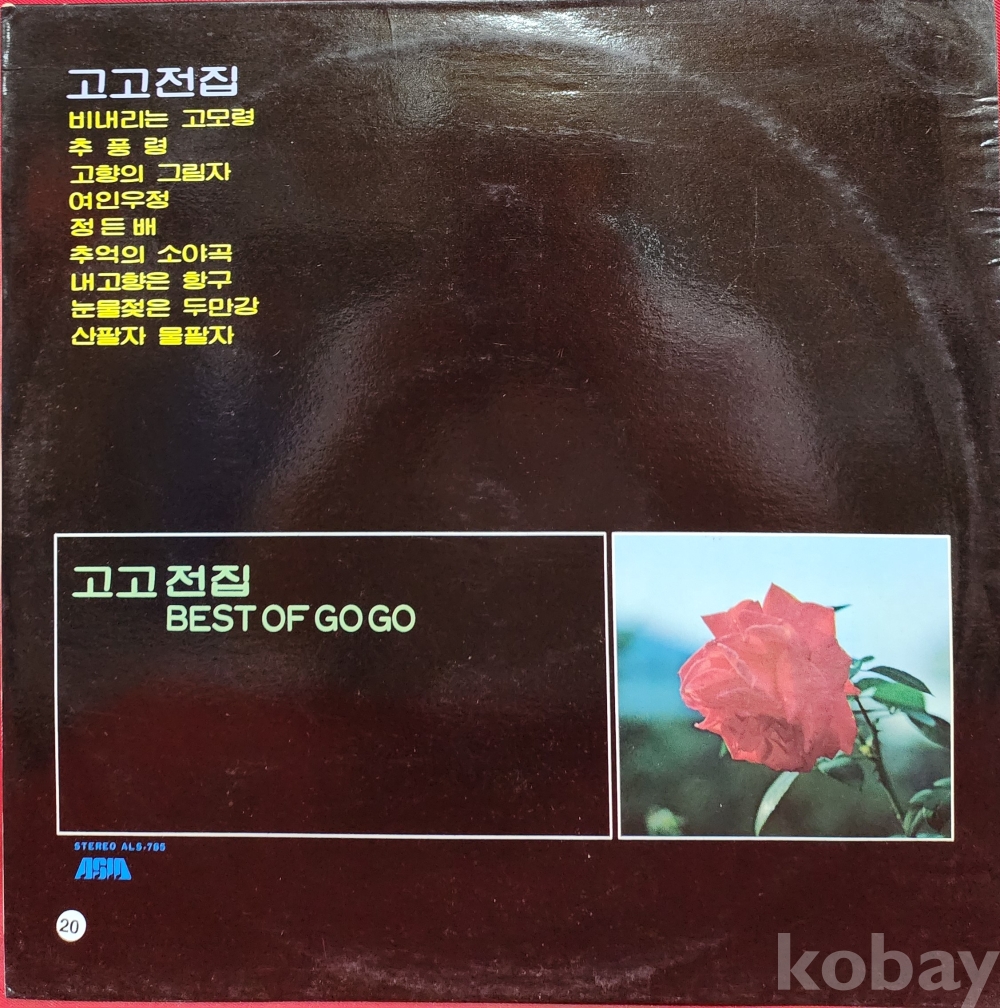 고고전집
비내리는 고모령
추 풍 령
고향의 그림자
여인우정
정 든 배
추억의 소야곡
내고향은 항구
눈물젖은 두만강
산팔자 물팔자
고고 전집
BEST OF GO GO
STEREO ALS-785
ASIA
20
kobay